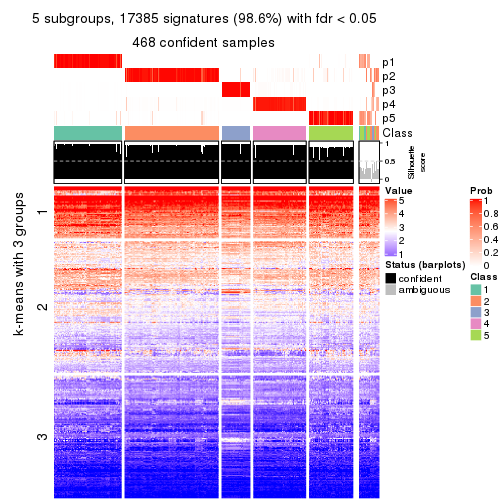 5 subgroups, 17385 signatures (98.6%) with fdr < 0.05
468 confident samples
p1
p2
p3
p4
p5
Class
1
0.5
0
Silhouette
score
k-means with 3 groups
1
2
3
Value
5
4
3
2
1
Status (barplots)
confident
ambiguous
Prob
1
0.8
0.6
0.4
0.2
0
Class
1
2
3
4
5